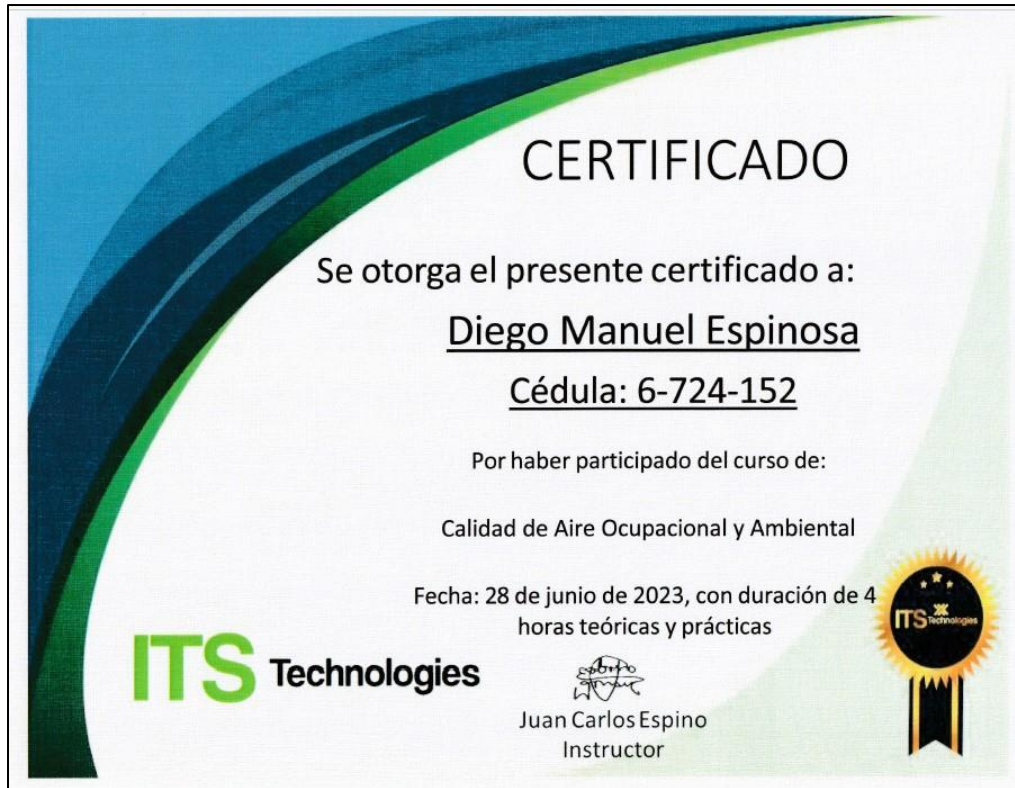 CERTIFICADO
Se otorga el presente certificado a:
Diego Manuel Espinosa
Cédula: 6-724-152
Por haber participado del curso de:
Calidad de Aire Ocupacional y Ambiental
Fecha: 28 de junio de 2023, con duración de 4
horas teóricas y prácticas
ITS Technologies
Juan Carlos Espino
Instructor
ITS Technologies